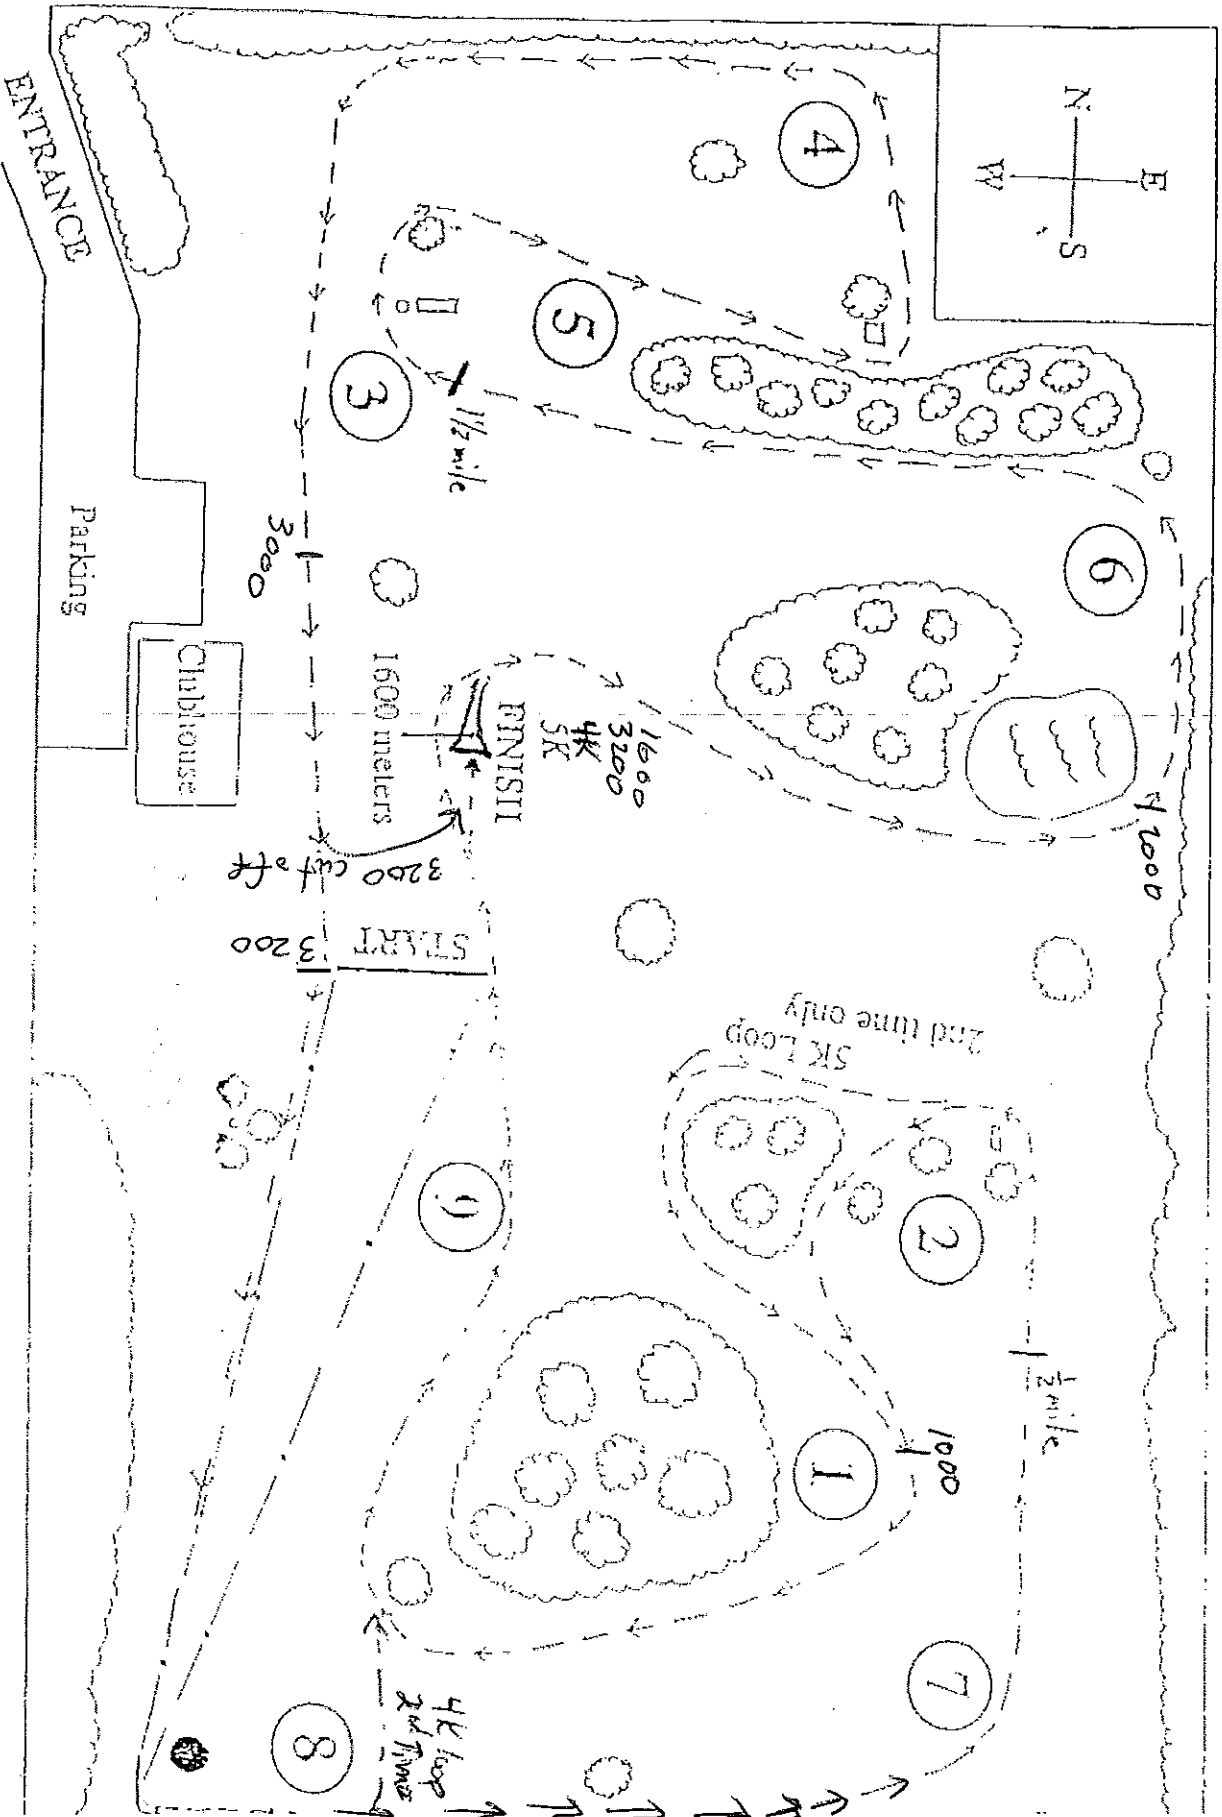 N
E
W
S
ENTRANCE
4
5
3
1½ mile
6
3000
Parking
Clubhouse
1600 meters
FINISH
1600
3200
4K
5K
2000
3200 cut off
START
3200
5K Loop
2nd time only
2
9
½ mile
1
1000
7
8
4K loop
2nd Time